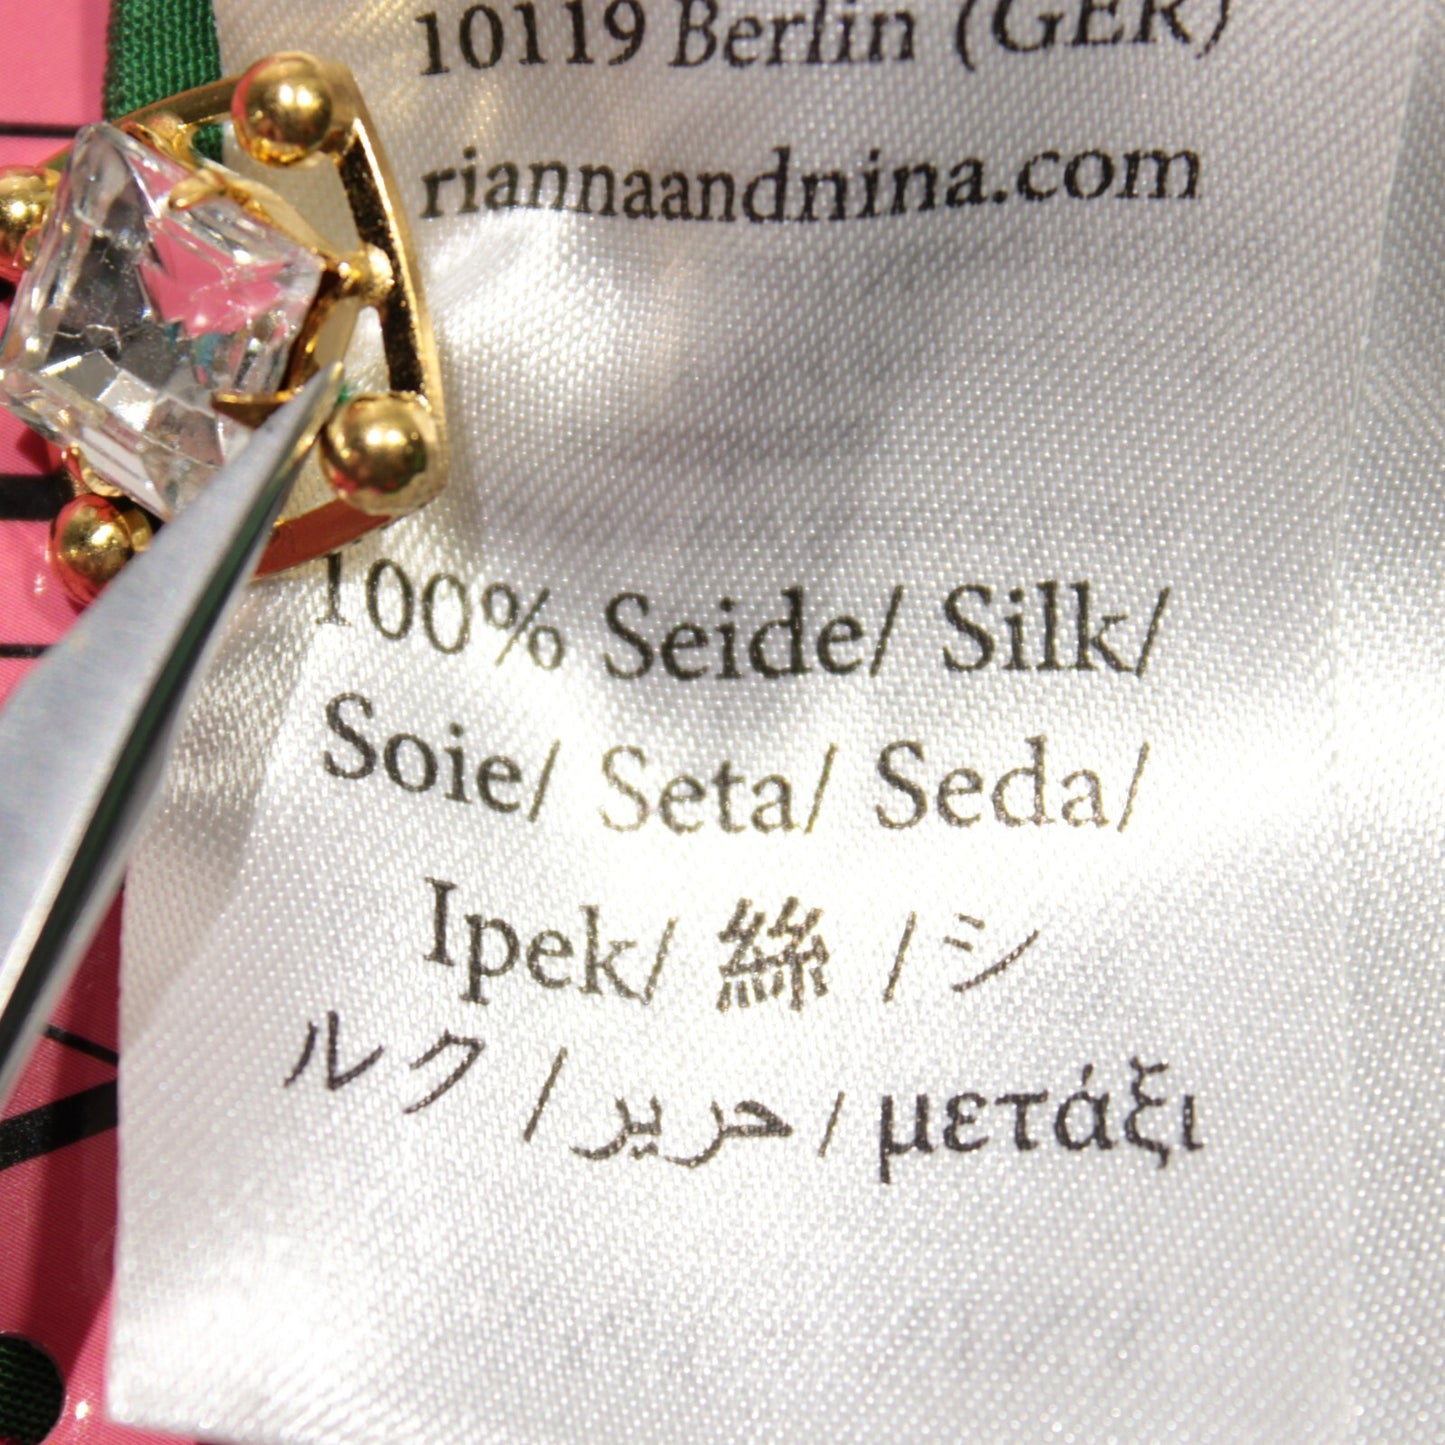 10119 Berlin (GER)
riannaandnina.com
100% Seide/ Silk/
Soie/ Seta/ Seda/
Ipek/ 絲 /シ
ルク / حرير / μετάξι